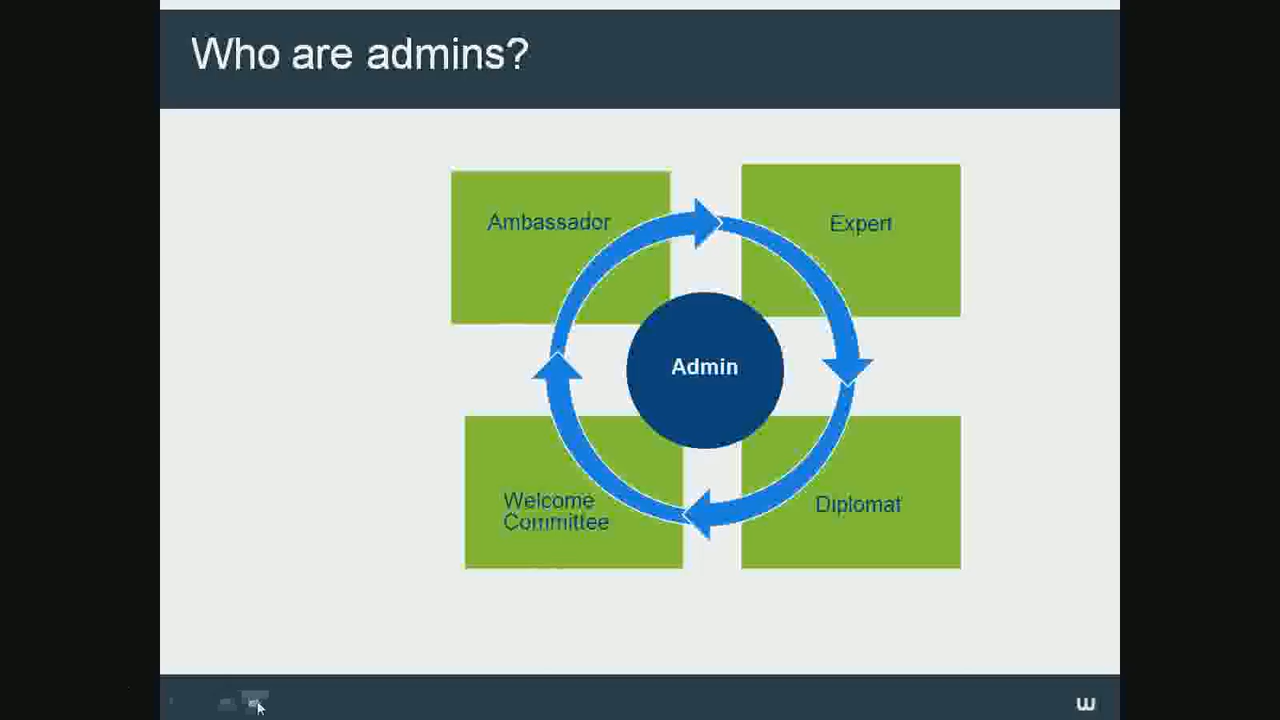 Who are admins?
Ambassador
Expert
Admin
Welcome
Committee
Diplomat
w